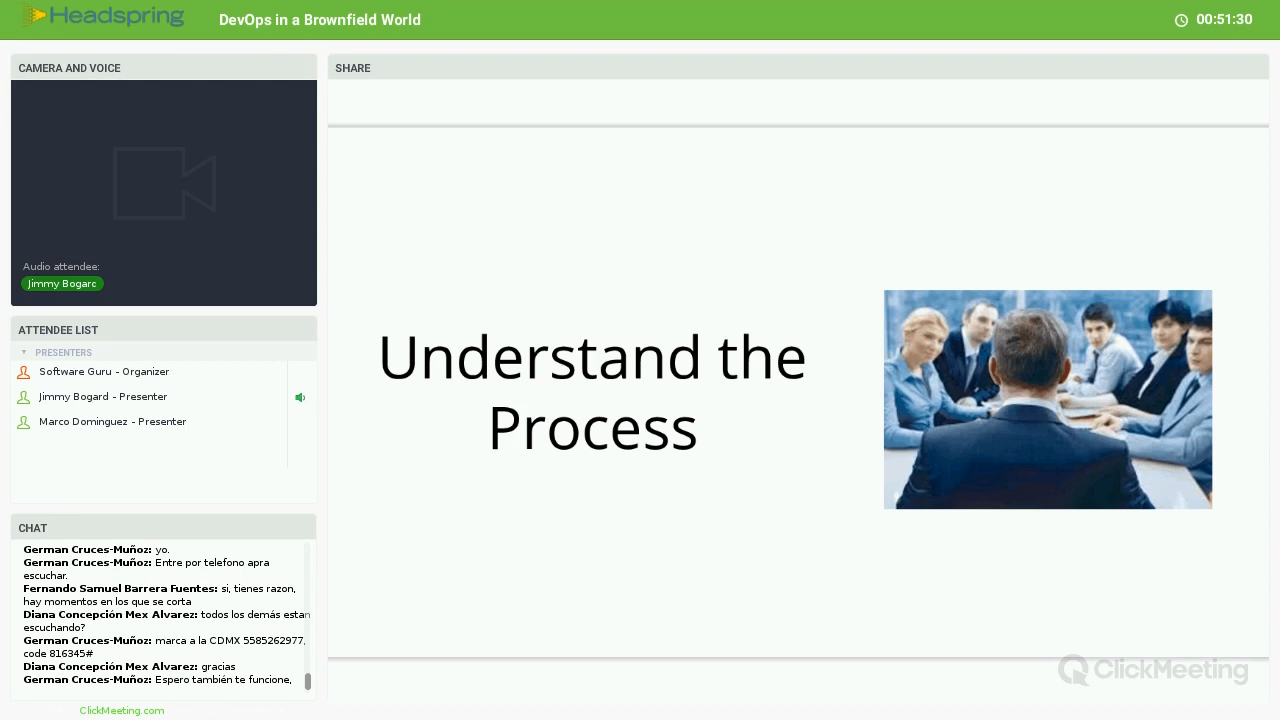 Headspring
DevOps in a Brownfield World
00:51:30
CAMERA AND VOICE
Audio attendee:
Jimmy Bogarc
ATTENDEE LIST
PRESENTERS
Software Guru - Organizer
Jimmy Bogard - Presenter
Marco Dominguez - Presenter
CHAT
German Cruces-Muñoz: yo.
German Cruces-Muñoz: Entre por telefono apra
escuchar.
Fernando Samuel Barrera Fuentes: si, tienes razon,
hay momentos en los que se corta
Diana Concepción Mex Alvarez: todos los demás estan
escuchando?
German Cruces-Muñoz: marca a la CDMX 5585262977,
code 816345#
Diana Concepción Mex Alvarez: gracias
German Cruces-Muñoz: Espero también te funcione,
ClickMeeting.com
SHARE
Understand the
Process
ClickMeeting